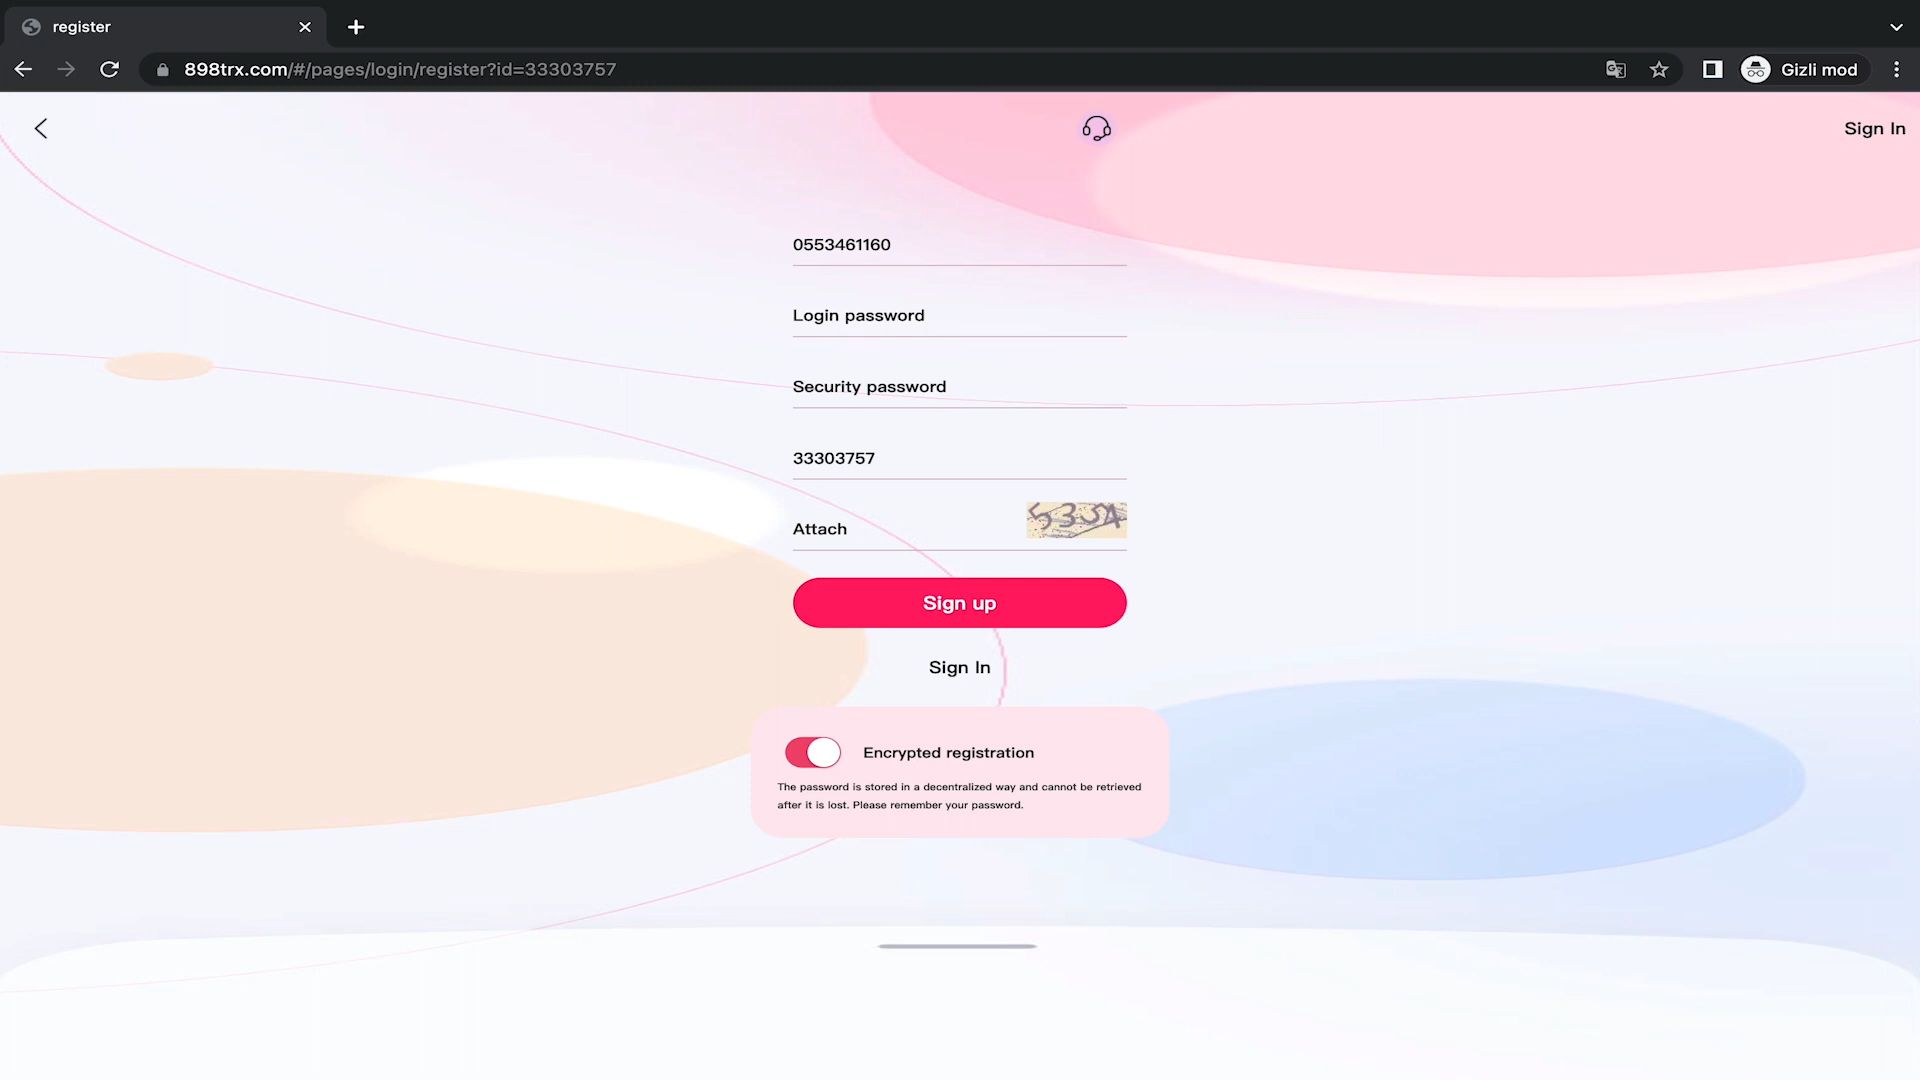 register
898trx.com/#/pages/login/register?id=33303757
Gizli mod
Sign In
0553461160
Login password
Security password
33303757
Attach
5354
Sign up
Sign In
Encrypted registration
The password is stored in a decentralized way and cannot be retrieved
after it is lost. Please remember your password.